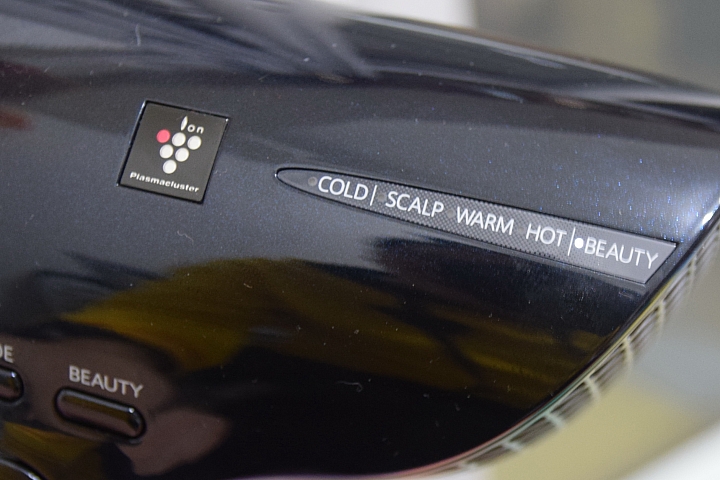 Ion
Plasmacluster
COLD | SCALP WARM HOT | •BEAUTY
BEAUTY